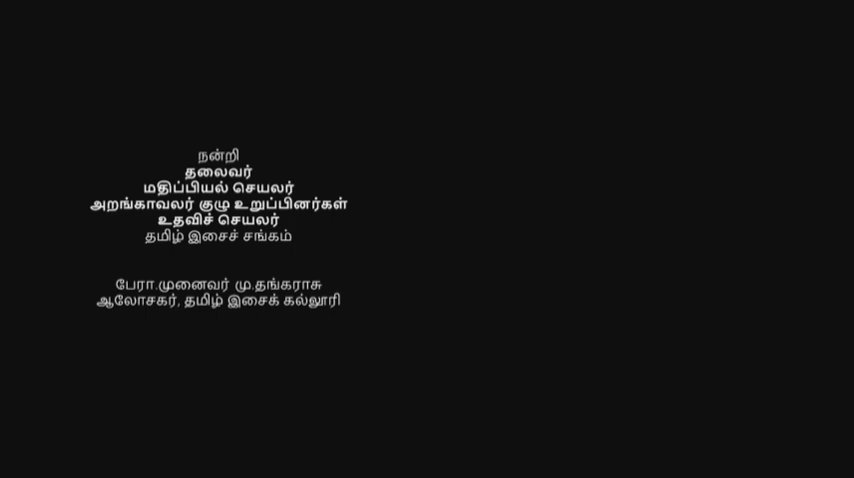 நன்றி
தலைவர்
மதிப்பியல் செயலர்
அறங்காவலர் குழு உறுப்பினர்கள்
உதவிச் செயலர்
தமிழ் இசைச் சங்கம்
பேரா.முனைவர் மு.தங்கராசு
ஆலோசகர், தமிழ் இசைக் கல்லூரி